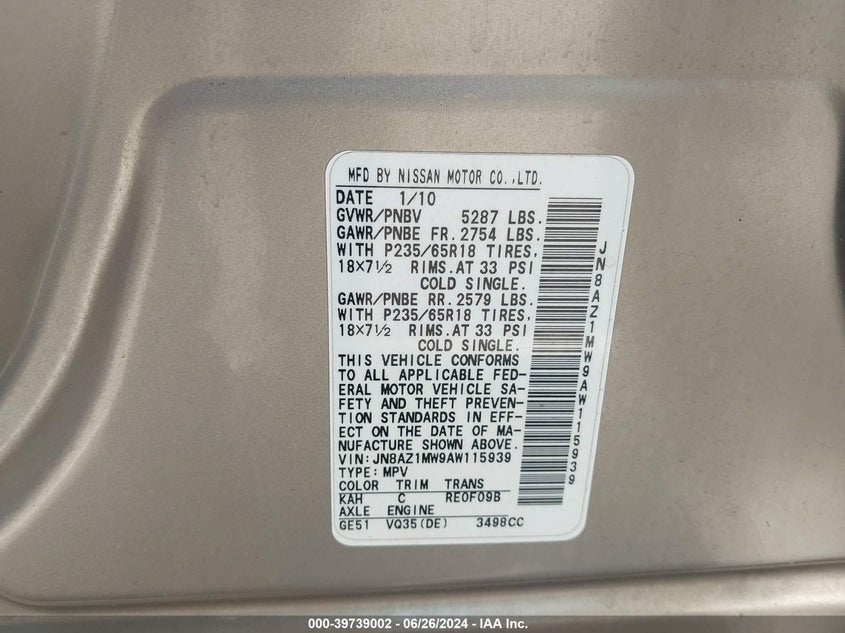 MFD BY NISSAN MOTOR CO.,LTD.
DATE 1/10
GVWR/PNBV 5287 LBS.
GAWR/PNBE FR. 2754 LBS.
WITH P235/65R18 TIRES,
18×7½ RIMS. AT 33 PSI
COLD SINGLE.
GAWR/PNBE RR. 2579 LBS.
WITH P235/65R18 TIRES,
18×7½ RIMS. AT 33 PSI
COLD SINGLE.
THIS VEHICLE CONFORMS
TO ALL APPLICABLE FED-
ERAL MOTOR VEHICLE SA-
FETY AND THEFT PREVEN-
TION STANDARDS IN EFF-
ECT ON THE DATE OF MA-
NUFACTURE SHOWN ABOVE.
VIN: JN8AZ1MW9AW115939
TYPE: MPV
COLOR TRIM TRANS
KAH C RE0F09B
AXLE ENGINE
GE51 VQ35(DE) 3498CC
JN8AZ1MW9AW115939
000-39739002 - 06/26/2024 - IAA Inc.